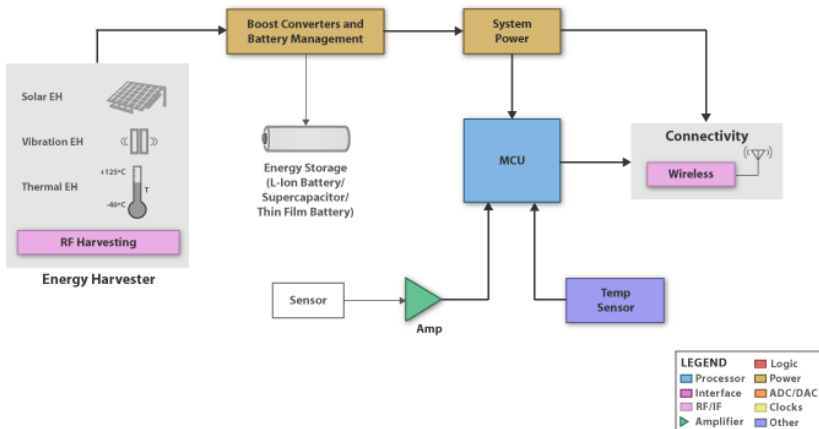 Boost Converters and
Battery Management
System
Power
Solar EH
Vibration EH
Thermal EH
+125°C
T
-40°C
RF Harvesting
Energy Harvester
Energy Storage
(L-Ion Battery/
Supercapacitor/
Thin Film Battery)
MCU
Connectivity
Wireless
Sensor
Amp
Temp
Sensor
LEGEND
Processor
Interface
RF/IF
Amplifier
Logic
Power
ADC/DAC
Clocks
Other